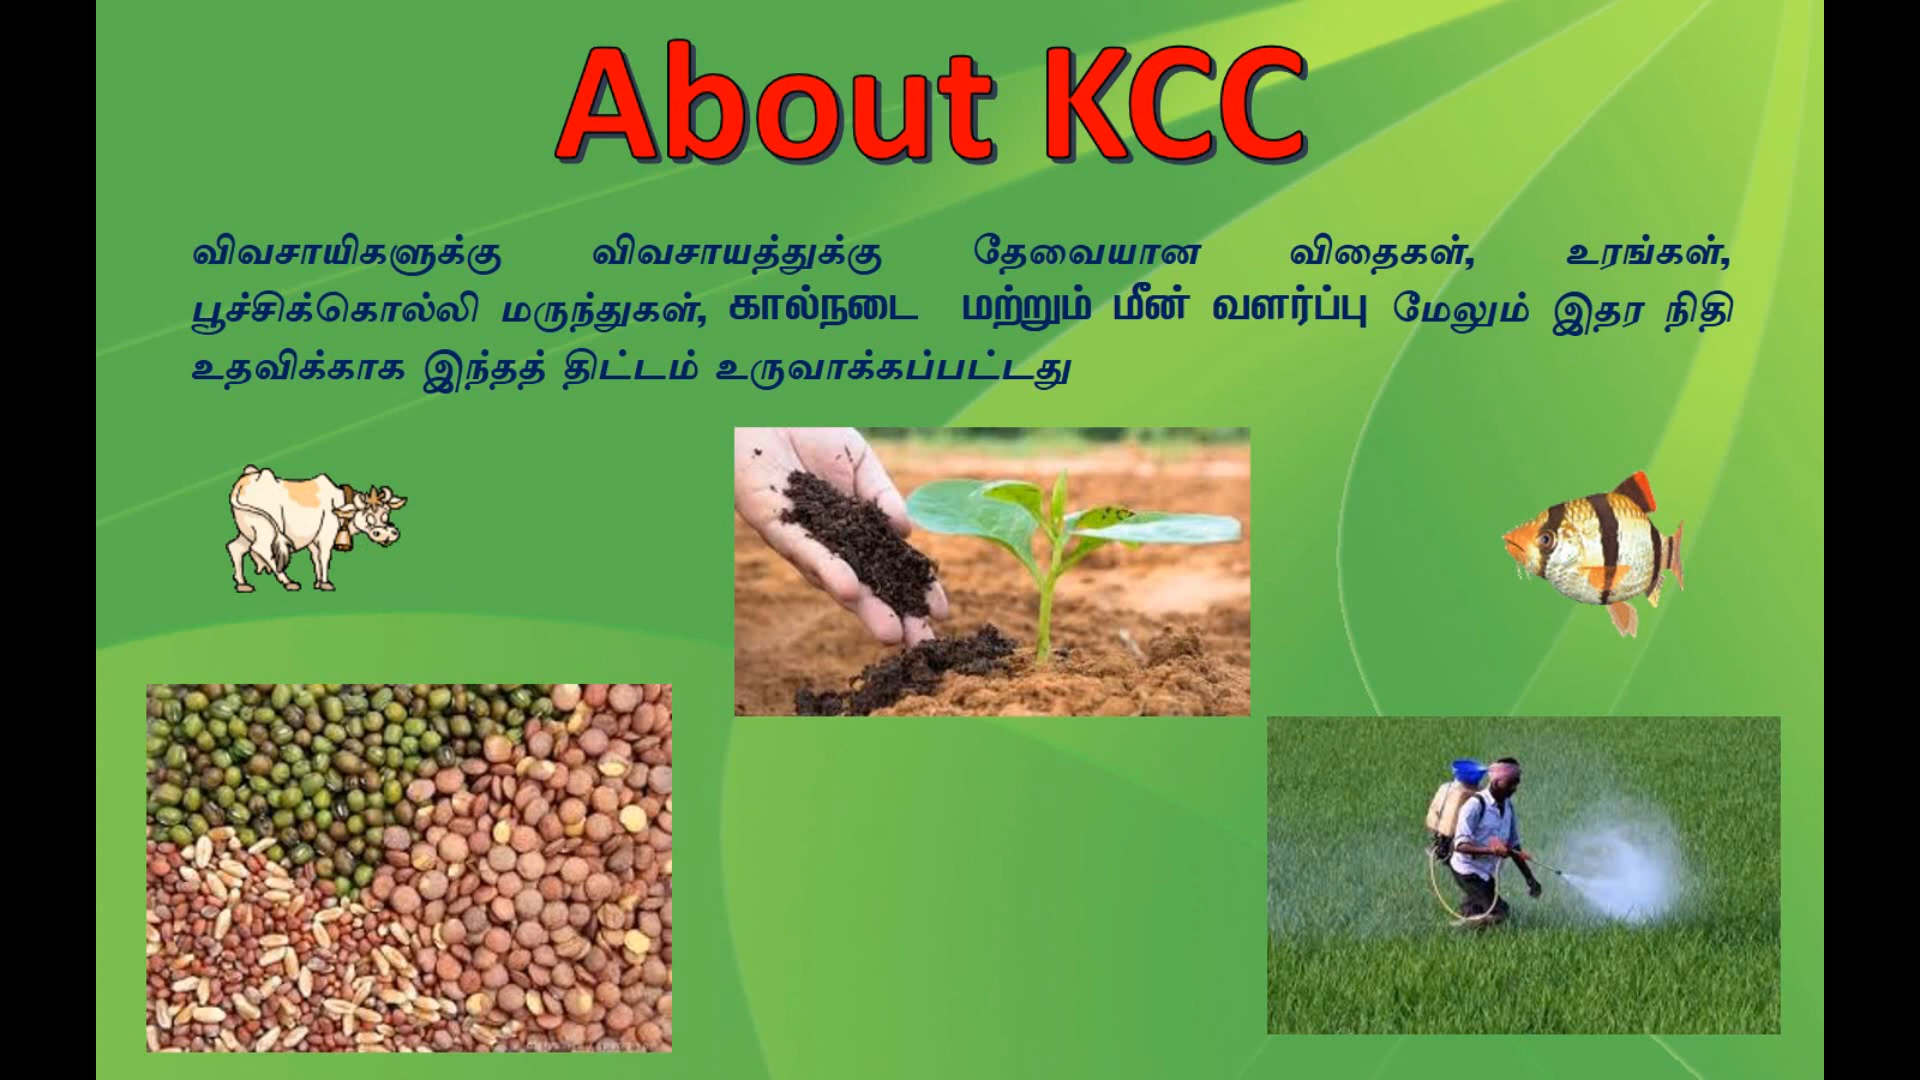 About KCC
விவசாயிகளுக்கு விவசாயத்துக்கு தேவையான விதைகள், உரங்கள்,
பூச்சிக்கொல்லி மருந்துகள், கால்நடை மற்றும் மீன் வளர்ப்பு மேலும் இதர நிதி
உதவிக்காக இந்தத் திட்டம் உருவாக்கப்பட்டது